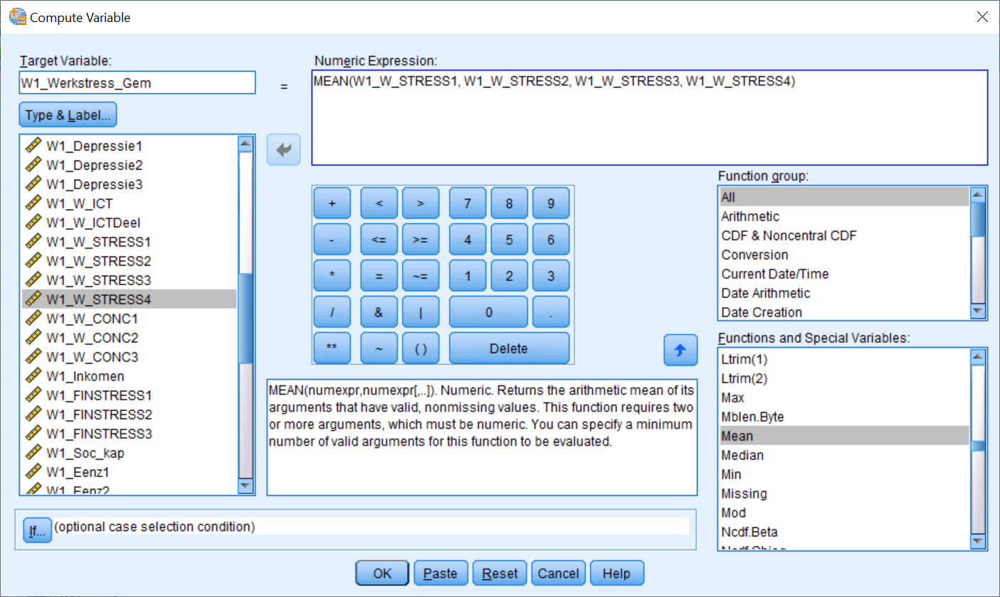 Compute Variable
Target Variable:
W1_Werkstress_Gem
=
Numeric Expression:
MEAN(W1_W_STRESS1, W1_W_STRESS2, W1_W_STRESS3, W1_W_STRESS4)
Type & Label...
W1_Depressie1
W1_Depressie2
W1_Depressie3
W1_W_ICT
W1_W_ICTDeel
W1_W_STRESS1
W1_W_STRESS2
W1_W_STRESS3
W1_W_STRESS4
W1_W_CONC1
W1_W_CONC2
W1_W_CONC3
W1_Inkomen
W1_FINSTRESS1
W1_FINSTRESS2
W1_FINSTRESS3
W1_Soc_kap
W1_Eenz1
W1_Eenz2
+ < > 7 8 9
- <= >= 4 5 6
* = ~= 1 2 3
/ & | 0 .
** ~ ( ) Delete
Function group:
All
Arithmetic
CDF & Noncentral CDF
Conversion
Current Date/Time
Date Arithmetic
Date Creation
Functions and Special Variables:
Ltrim(1)
Ltrim(2)
Max
Mblen.Byte
Mean
Median
Min
Missing
Mod
Ncdf.Beta
MEAN(numexpr,numexpr[,..]). Numeric. Returns the arithmetic mean of its
arguments that have valid, nonmissing values. This function requires two
or more arguments, which must be numeric. You can specify a minimum
number of valid arguments for this function to be evaluated.
If... (optional case selection condition)
OK Paste Reset Cancel Help